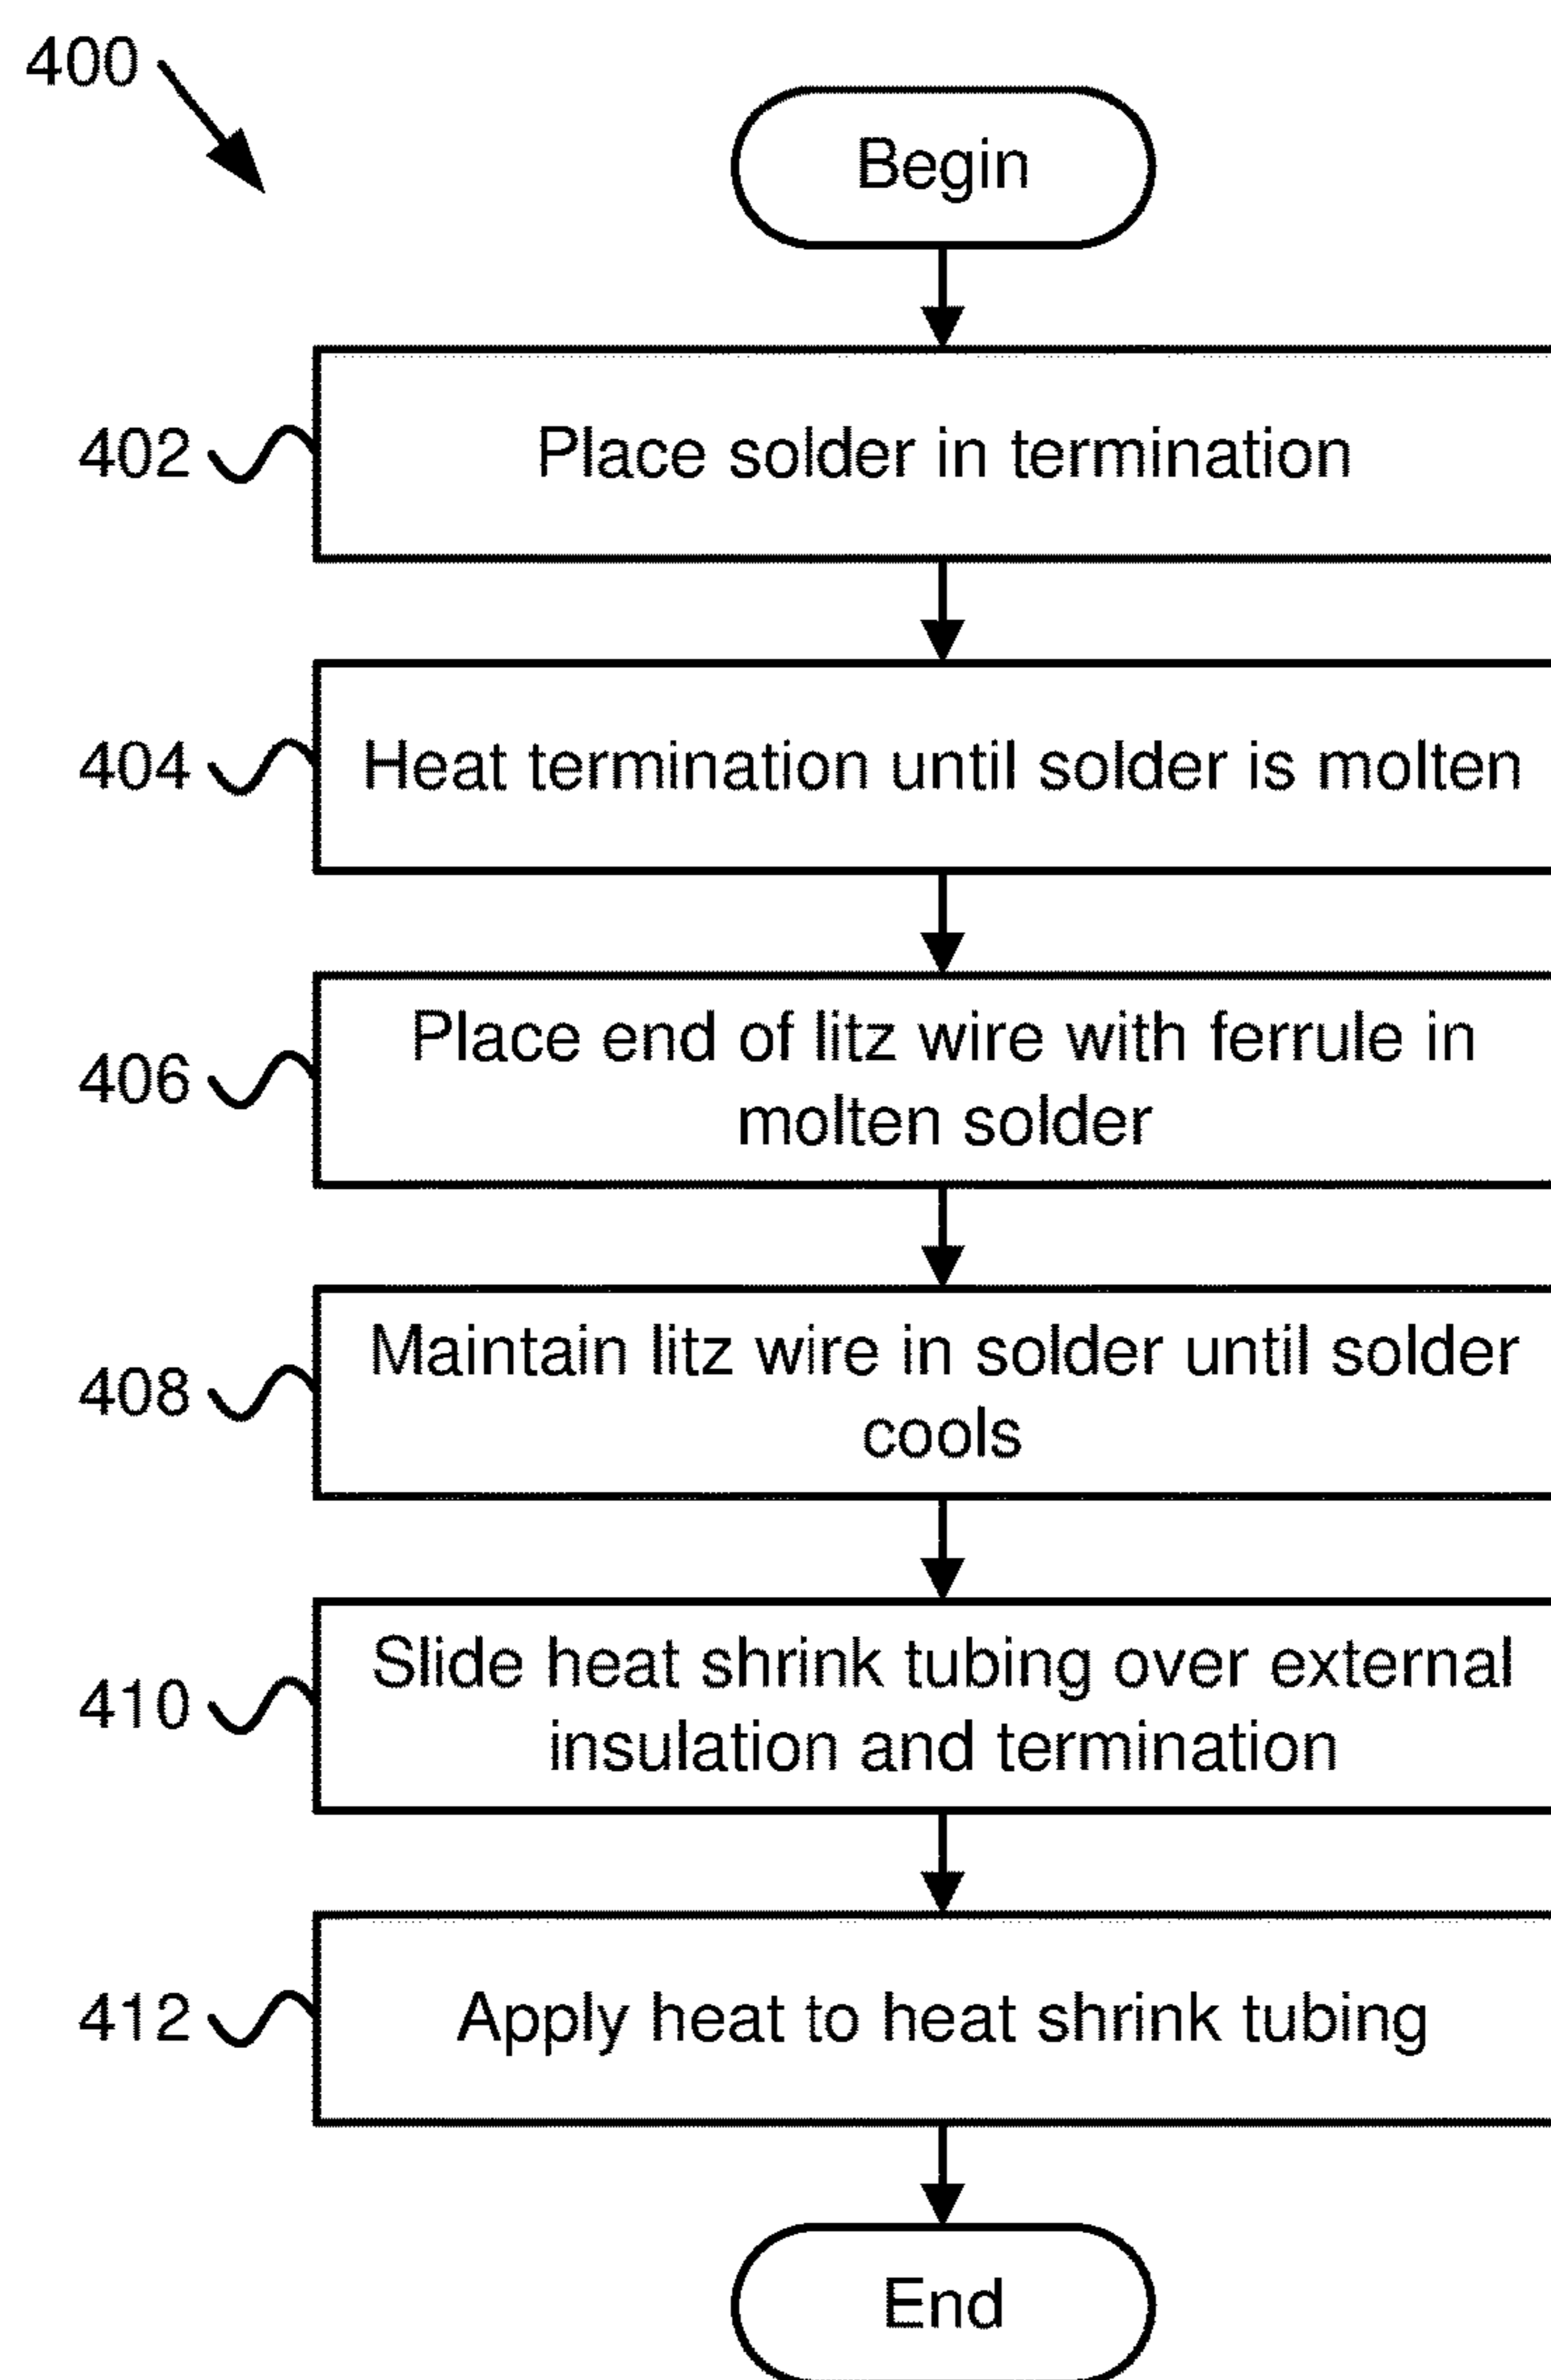 400
Begin
402
Place solder in termination
404
Heat termination until solder is molten
406
Place end of litz wire with ferrule in
molten solder
408
Maintain litz wire in solder until solder
cools
410
Slide heat shrink tubing over external
insulation and termination
412
Apply heat to heat shrink tubing
End